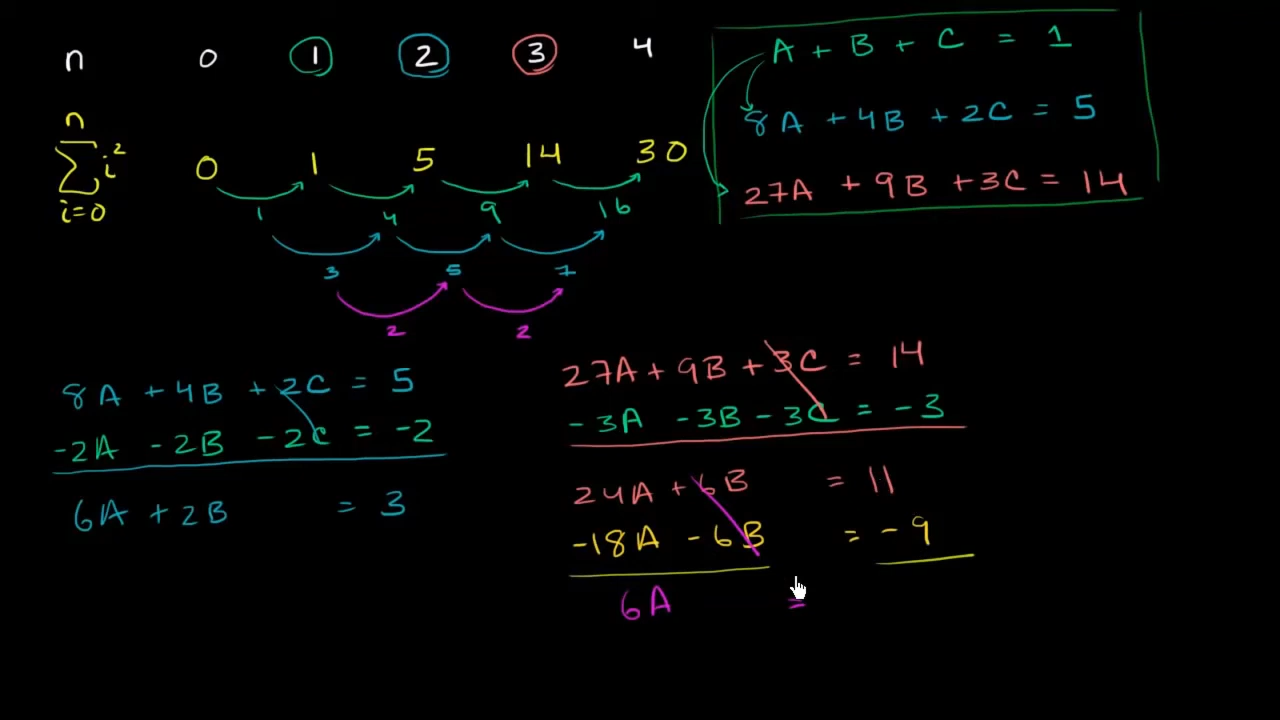 n 0 1 2 3 4
n
∑ i²
i=0
0 1 5 14 30
1 4 9 16
3 5 7
2 2
A + B + C = 1
8A + 4B + 2C = 5
27A + 9B + 3C = 14
8A + 4B + 2C = 5
-2A - 2B - 2C = -2
6A + 2B = 3
27A + 9B + 3C = 14
-3A - 3B - 3C = -3
24A + 6B = 11
-18A - 6B = -9
6A =